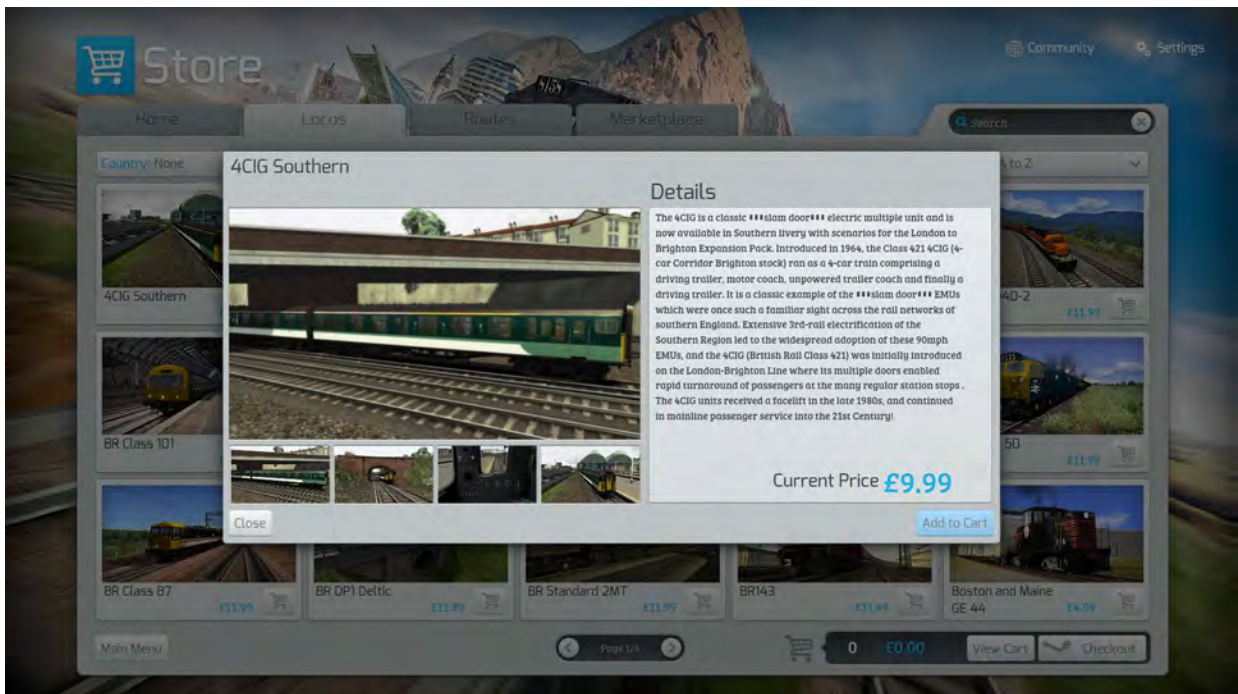 Store
Community
Settings
Home
Locos
Routes
Marketplace
Search
Country: None
A to Z
4CIG Southern
Details
The 4CIG is a classic ***slam door*** electric multiple unit and is
now available in Southern livery with scenarios for the London to
Brighton Expansion Pack. Introduced in 1964, the Class 421 4CIG (4-
car Corridor Brighton stock) ran as a 4-car train comprising a
driving trailer, motor coach, unpowered trailer coach and finally a
driving trailer. It is a classic example of the ***slam door*** EMUs
which were once such a familiar sight across the rail networks of
southern England. Extensive 3rd-rail electrification of the
Southern Region led to the widespread adoption of these 90mph
EMUs, and the 4CIG (British Rail Class 421) was initially introduced
on the London-Brighton Line where its multiple doors enabled
rapid turnaround of passengers at the many regular station stops .
The 4CIG units received a facelift in the late 1980s, and continued
in mainline passenger service into the 21st Century!
Current Price £9.99
Close
Add to Cart
4CIG Southern
4D-2
£11.99
BR Class 101
50
£11.99
BR Class 87
£11.99
BR DP1 Deltic
£11.99
BR Standard 2MT
£11.99
BR143
£11.99
Boston and Maine
GE 44
£4.99
Main Menu
Page 1/6
0
£0.00
View Cart
Checkout